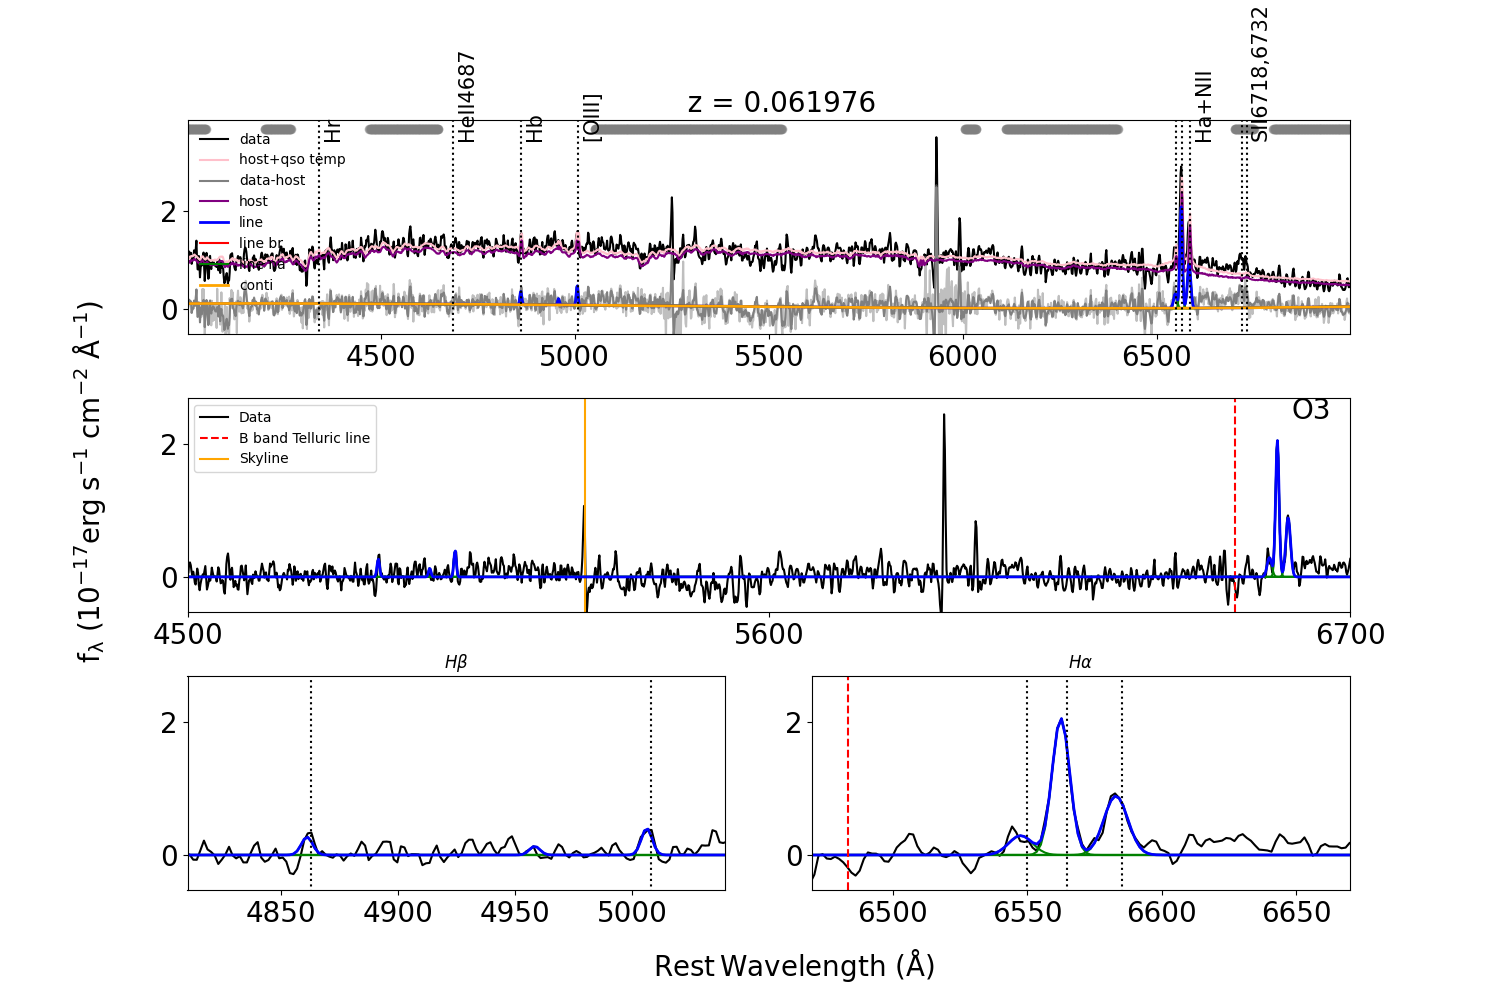 z = 0.061976
Hr
HeII4687
Hb
[OIII]
Ha+NII
SII6718,6732
data
host+qso temp
data-host
host
line
line br
conti
2
0
4500
5000
5500
6000
6500
fλ (10−17erg s−1 cm−2 Å−1)
O3
Data
B band Telluric line
Skyline
2
0
4500
5600
6700
Hβ
2
0
4850
4900
4950
5000
Hα
2
0
6500
6550
6600
6650
Rest Wavelength (Å)